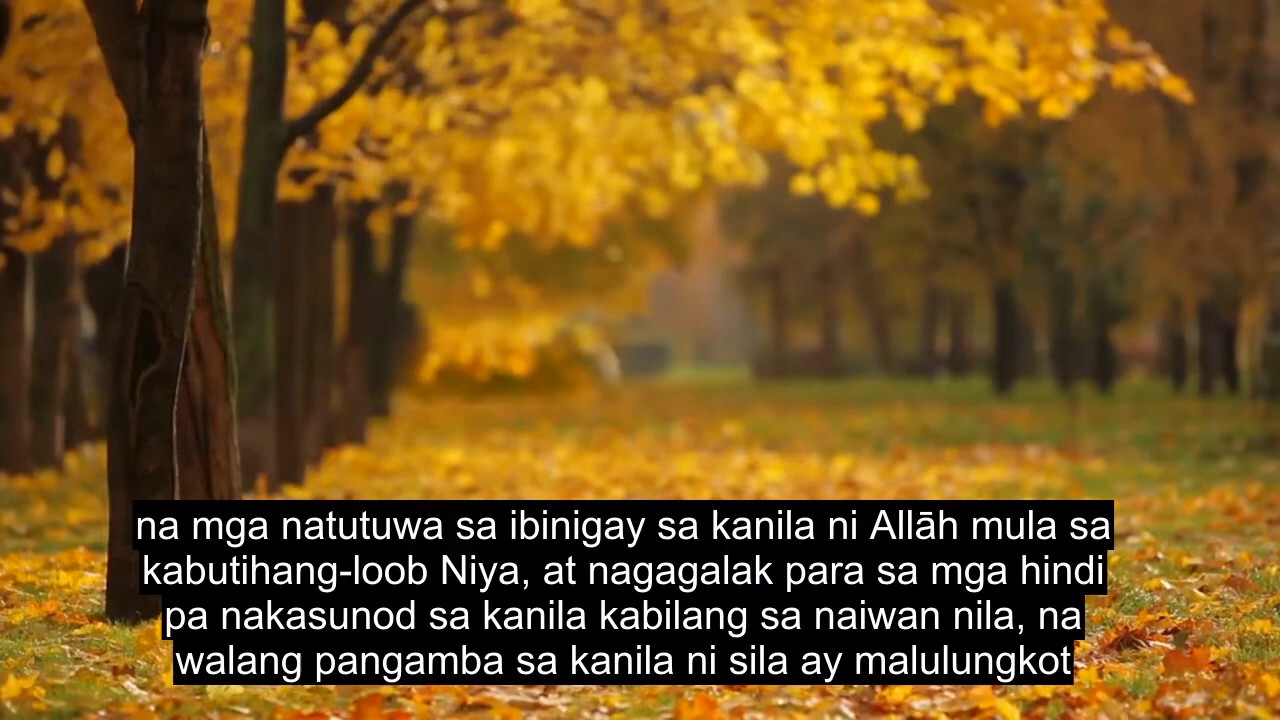 na mga natutuwa sa ibinigay sa kanila ni Allāh mula sa
kabutihang-loob Niya, at nagagalak para sa mga hindi
pa nakasunod sa kanila kabilang sa naiwan nila, na
walang pangamba sa kanila ni sila ay malulungkot